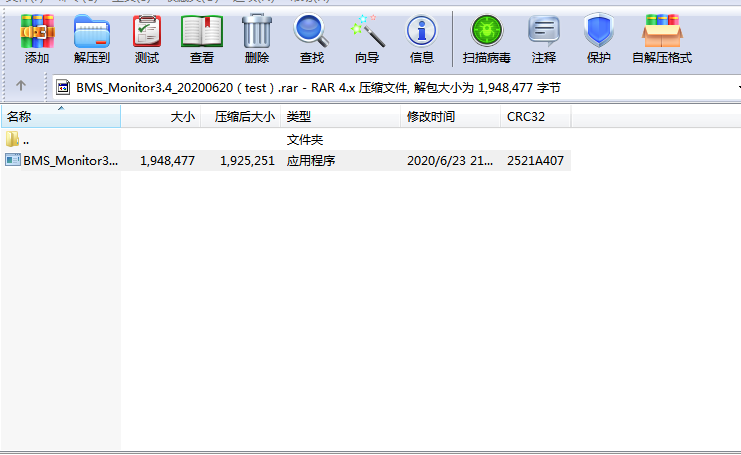 添加 解压到 测试 查看 删除 查找 向导 信息 扫描病毒 注释 保护 自解压格式
BMS_Monitor3.4_20200620 ( test ) .rar - RAR 4.x 压缩文件, 解包大小为 1,948,477 字节
名称 大小 压缩后大小 类型 修改时间 CRC32
.. 文件夹
BMS_Monitor3... 1,948,477 1,925,251 应用程序 2020/6/23 21... 2521A407